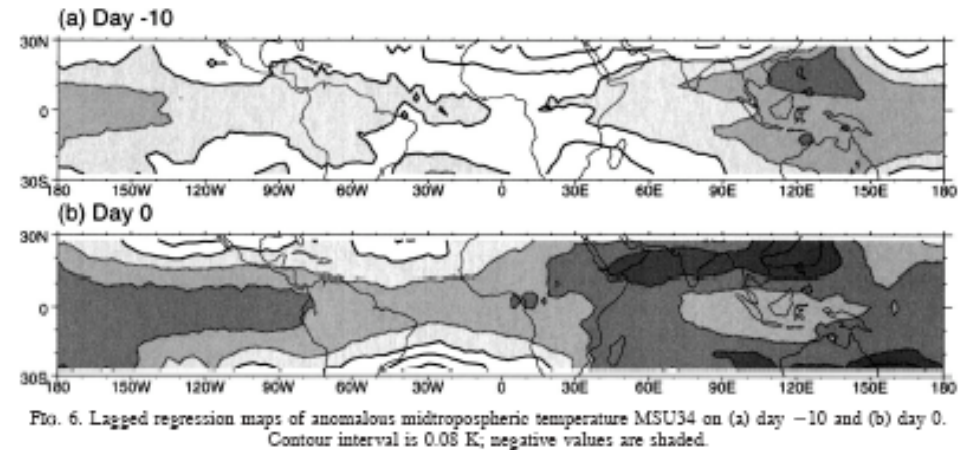 (a) Day -10
30N
0
30S
180 150W 120W 90W 60W 30W 0 30E 60E 90E 120E 150E 180
(b) Day 0
30N
0
30S
180 150W 120W 90W 60W 30W 0 30E 60E 90E 120E 150E 180
FIG. 6. Lagged regression maps of anomalous midtropospheric temperature MSU34 on (a) day −10 and (b) day 0.
Contour interval is 0.08 K; negative values are shaded.